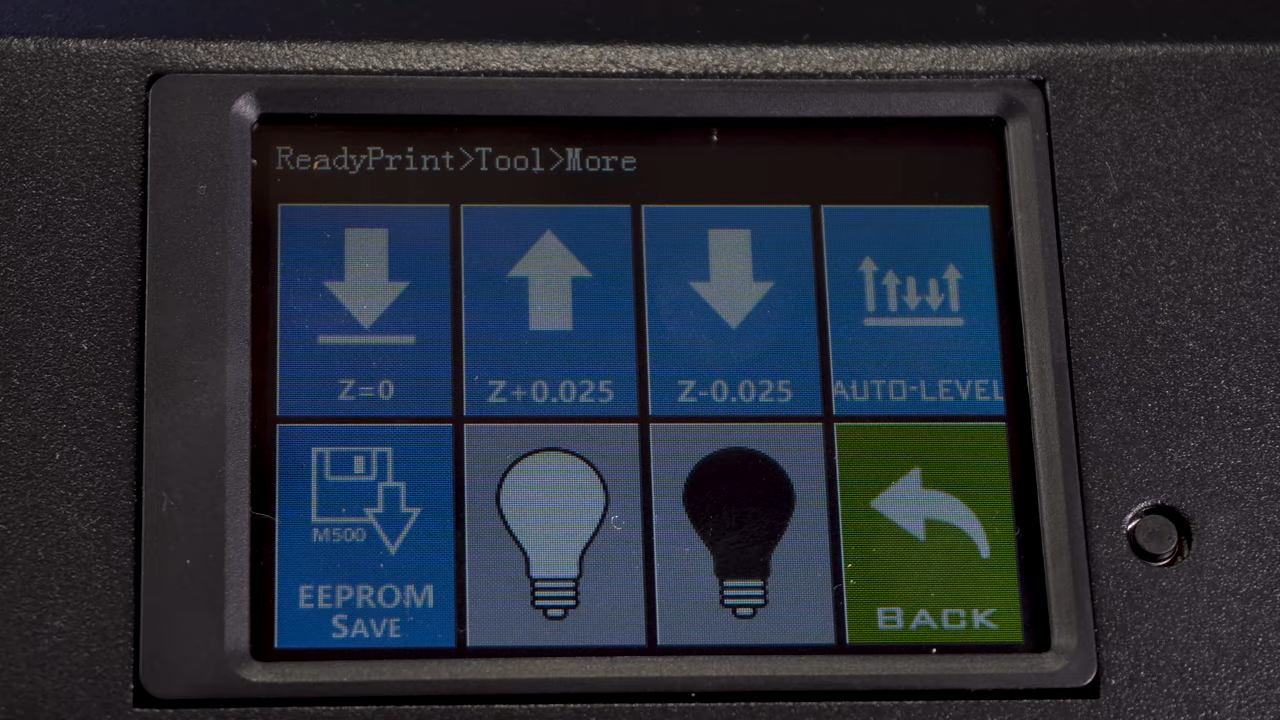 ReadyPrint>Tool>More
Z=0
Z+0.025
Z-0.025
AUTO-LEVEL
M500
EEPROM
SAVE
BACK